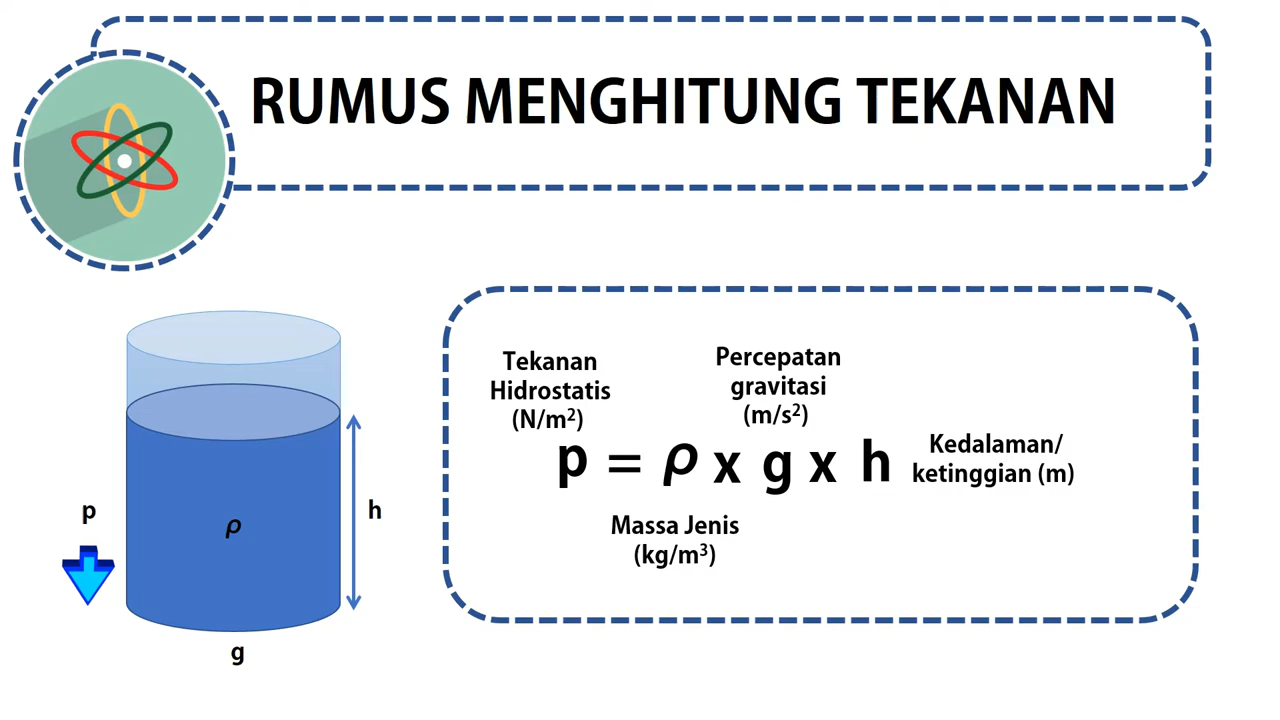 RUMUS MENGHITUNG TEKANAN
Tekanan
Hidrostatis
(N/m²)
Percepatan
gravitasi
(m/s²)
p = ρ x g x h
Kedalaman/
ketinggian (m)
Massa Jenis
(kg/m³)
p
ρ
h
g